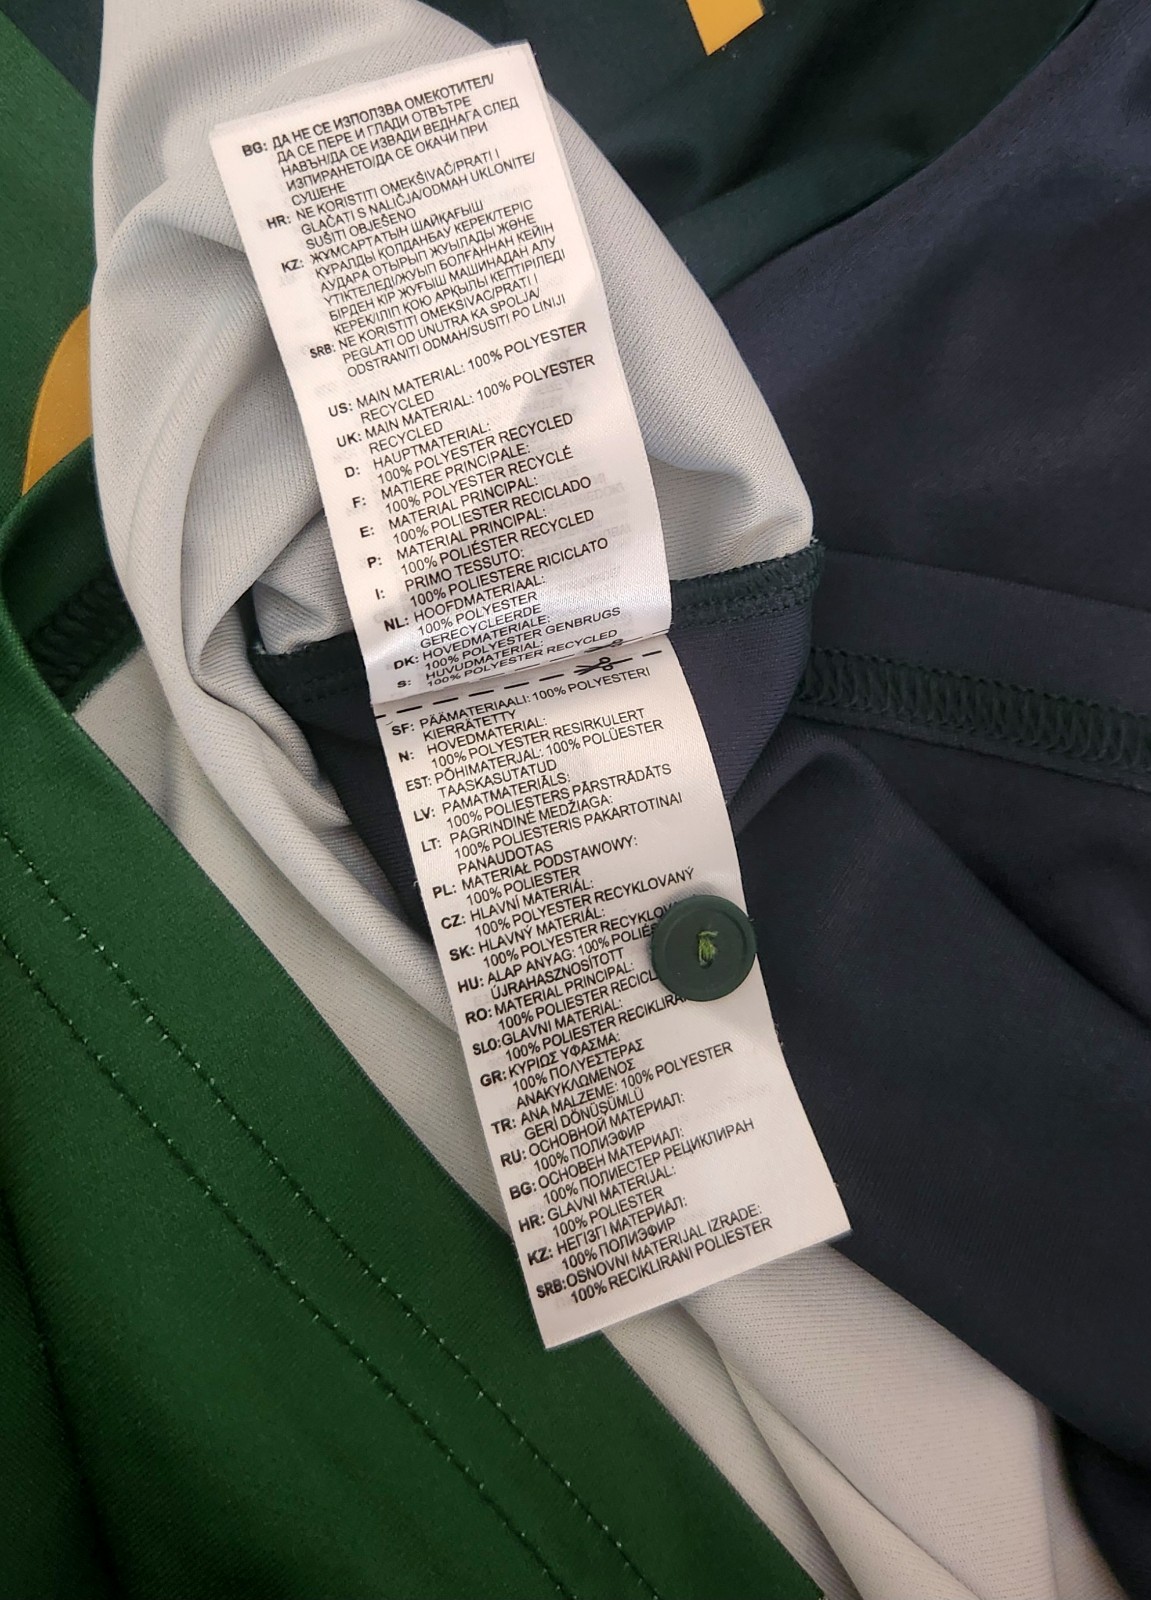 BG: ДА НЕ СЕ ИЗПОЛЗВА ОМЕКОТИТЕЛ/
ДА СЕ ПЕРЕ И ГЛАДИ ОТВЪТРЕ
НАВЪН/ДА СЕ ИЗВАДИ ВЕДНАГА СЛЕД
ИЗПИРАНЕТО/ДА СЕ ОКАЧИ ПРИ
СУШЕНЕ
HR: NE KORISTITI OMEKŠIVAČ/PRATI I
GLAČATI S NALIČJA/ODMAH UKLONITE/
SUŠITI OBJEŠENO
KZ: ЖҰМСАРТАТЫН ШАЙҚАҒЫШ
ҚҰРАЛДЫ ҚОЛДАНБАУ КЕРЕК/ТЕРІС
АУДАРА ОТЫРЫП ЖУЫЛАДЫ ЖӘНЕ
ҮТІКТЕЛЕДІ/ЖУЫП БОЛҒАННАН КЕЙІН
БІРДЕН КІР ЖУҒЫШ МАШИНАДАН АЛУ
КЕРЕК/ІЛІП ҚОЮ АРҚЫЛЫ КЕПТІРІЛЕДІ
SRB: NE KORISTITI OMEKSIVAC/PRATI I
PEGLATI OD UNUTRA KA SPOLJA/
ODSTRANITI ODMAH/SUSITI PO LINIJI
US: MAIN MATERIAL: 100% POLYESTER
RECYCLED
UK: MAIN MATERIAL: 100% POLYESTER
RECYCLED
D: HAUPTMATERIAL:
100% POLYESTER RECYCLED
F: MATIERE PRINCIPALE:
100% POLYESTER RECYCLÉ
E: MATERIAL PRINCIPAL:
100% POLIESTER RECICLADO
P: MATERIAL PRINCIPAL:
100% POLIÉSTER RECYCLED
I: PRIMO TESSUTO:
100% POLIESTERE RICICLATO
NL: HOOFDMATERIAAL:
100% POLYESTER
GERECYCLEERDE
DK: HOVEDMATERIALE:
100% POLYESTER GENBRUGS
S: HUVUDMATERIAL:
100% POLYESTER RECYCLED
SF: PÄÄMATERIAALI: 100% POLYESTERI
KIERRÄTETTY
N: HOVEDMATERIAL:
100% POLYESTER RESIRKULERT
EST: PÕHIMATERJAL: 100% POLÜESTER
TAASKASUTATUD
LV: PAMATMATERIĀLS:
100% POLIESTERS PĀRSTRĀDĀTS
LT: PAGRINDINĖ MEDŽIAGA:
100% POLIESTERIS PAKARTOTINAI
PANAUDOTAS
PL: MATERIAŁ PODSTAWOWY:
100% POLIESTER
CZ: HLAVNÍ MATERIÁL:
100% POLYESTER RECYKLOVANÝ
SK: HLAVNÝ MATERIÁL:
100% POLYESTER
HU: ALAP ANYAG: 100%
ÚJRAHASZNOSÍTOTT
RO: MATERIAL PRINCIPAL:
100% POLIESTER
SLO: GLAVNI MATERIAL:
100% POLIESTER
GR: ΚΥΡΙΩΣ ΥΦΑΣΜΑ:
100% ΠΟΛΥΕΣΤΕΡΑΣ
ΑΝΑΚΥΚΛΩΜΕΝΟΣ
TR: ANA MALZEME: 100% POLYESTER
GERİ DÖNÜŞÜMLÜ
RU: ОСНОВНОЙ МАТЕРИАЛ:
100% ПОЛИЭФИР
BG: ОСНОВЕН МАТЕРИАЛ:
100% ПОЛИЕСТЕР РЕЦИКЛИРАН
HR: GLAVNI MATERIJAL:
100% POLIESTER
KZ: НЕГІЗГІ МАТЕРИАЛ:
100% ПОЛИЭФИР
SRB: OSNOVNI MATERIJAL IZRADE:
100% RECIKLIRANI POLIESTER